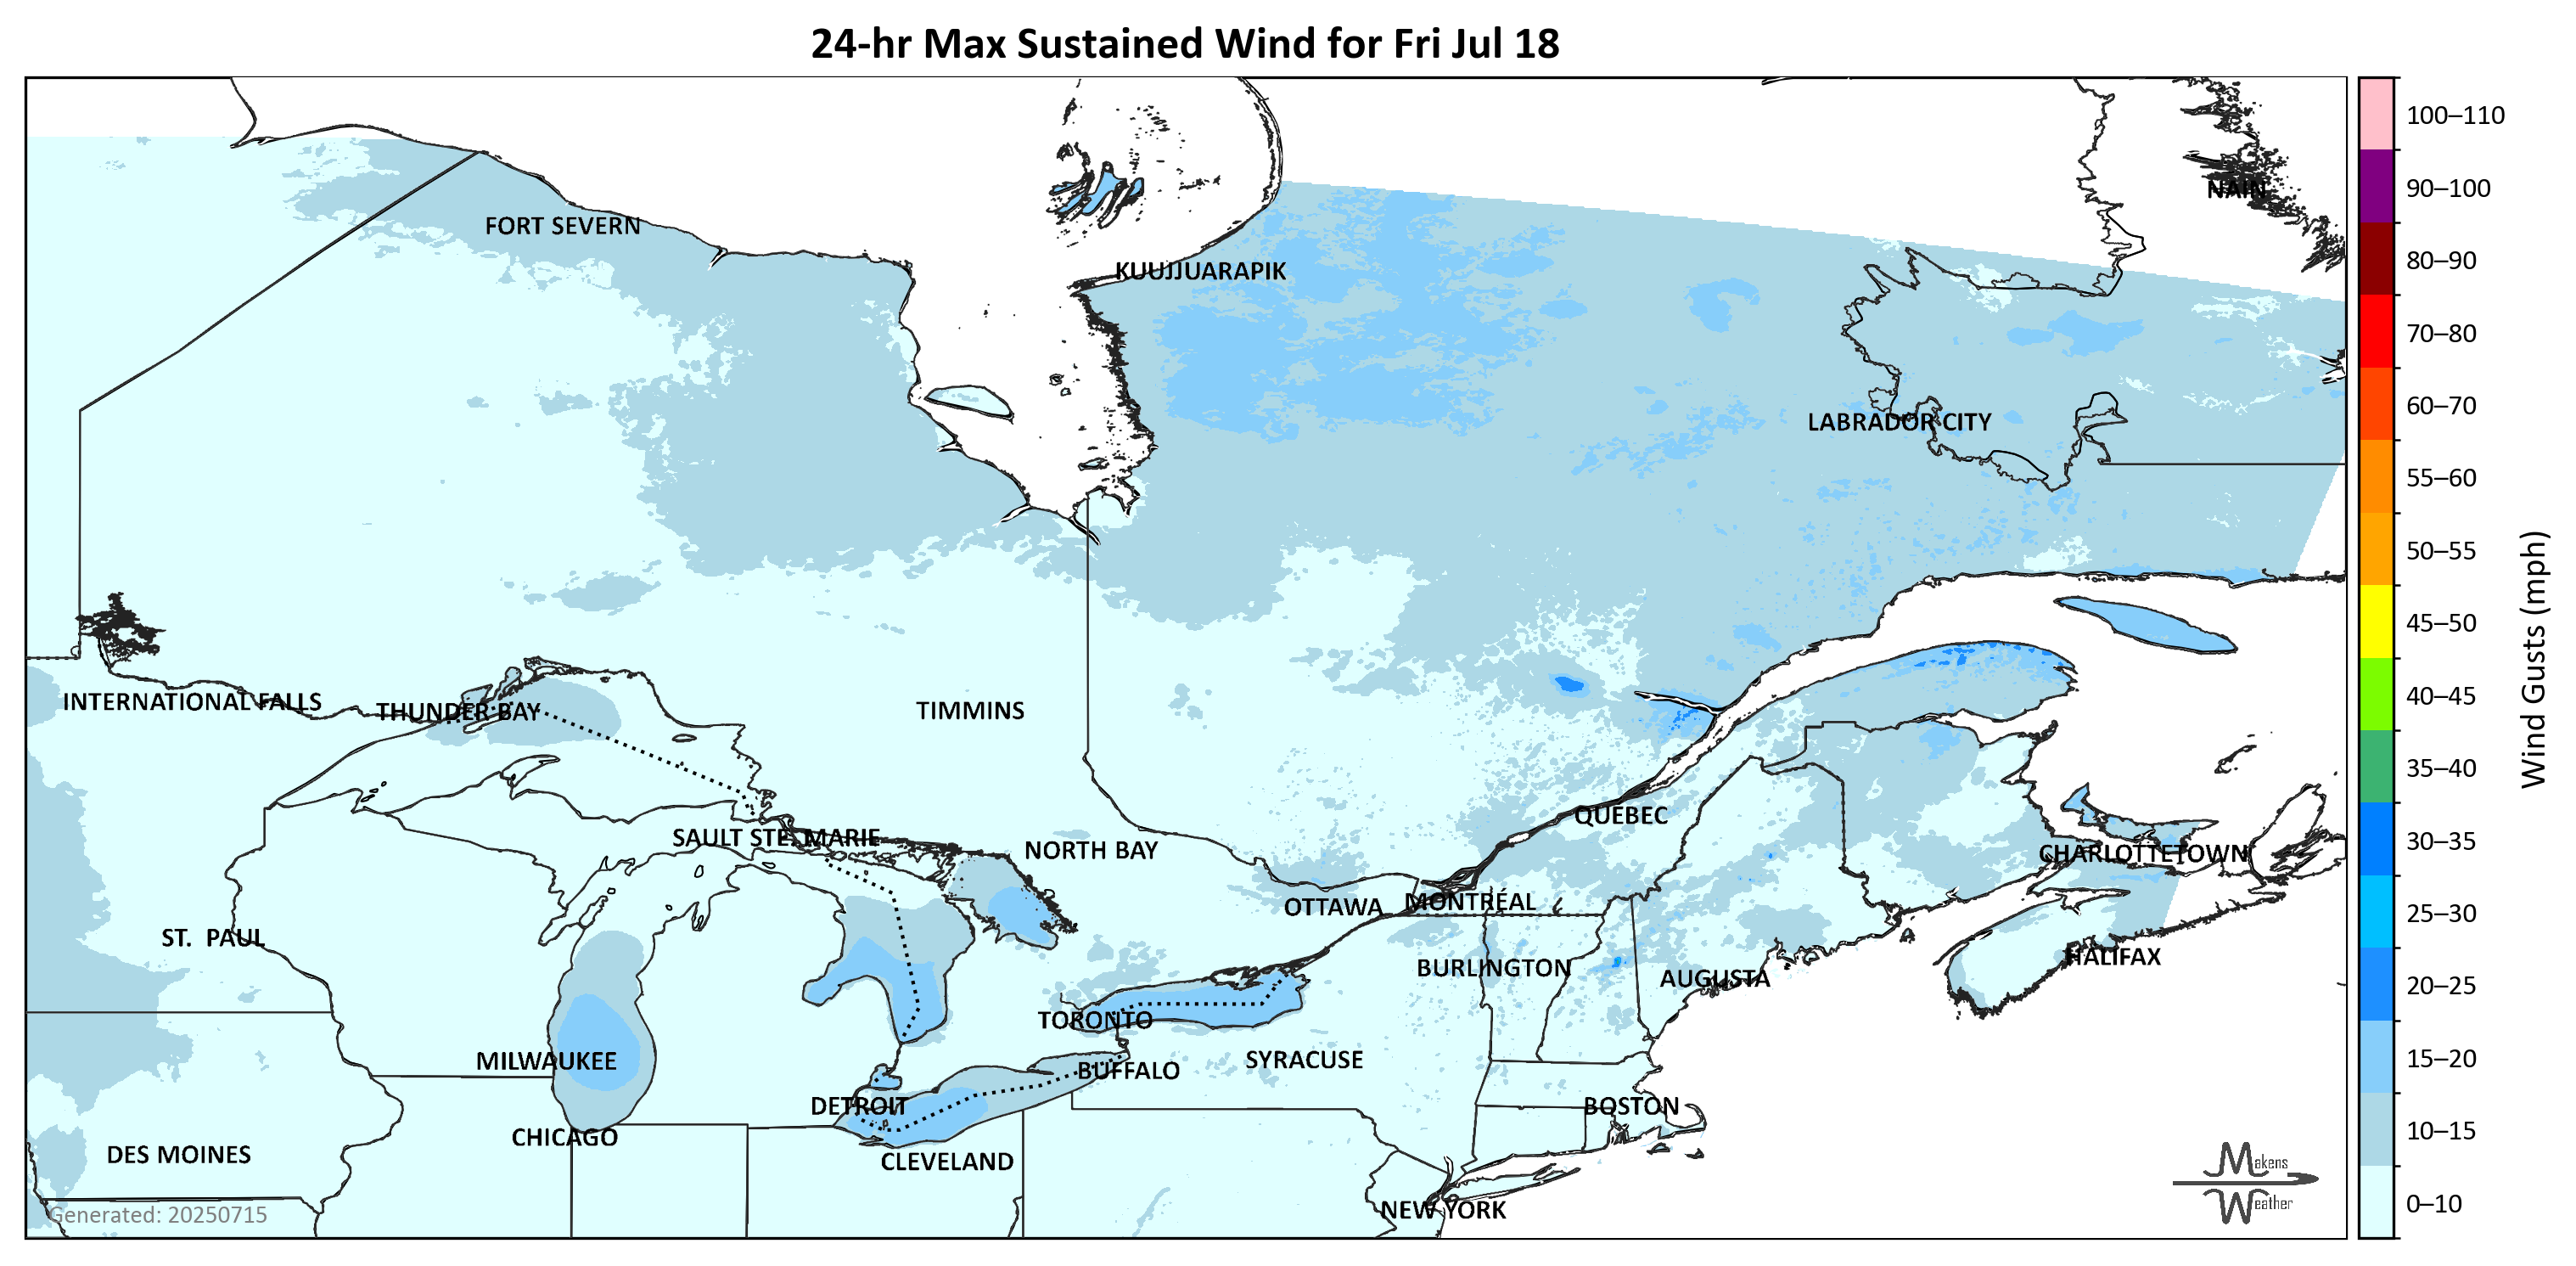 24-hr Max Sustained Wind for Fri Jul 18
100–110
90–100
NAIN
FORT SEVERN
80–90
KUUJJUARAPIK
70–80
60–70
LABRADOR CITY
55–60
50–55
45–50
Wind Gusts (mph)
40–45
INTERNATIONAL FALLS
THUNDER BAY
TIMMINS
35–40
QUEBEC
30–35
SAULT STE. MARIE
NORTH BAY
CHARLOTTETOWN
OTTAWA
MONTRÉAL
25–30
ST. PAUL
HALIFAX
BURLINGTON
AUGUSTA
20–25
TORONTO
MILWAUKEE
SYRACUSE
15–20
BUFFALO
DETROIT
BOSTON
CHICAGO
10–15
DES MOINES
CLEVELAND
Makens
Weather
0–10
NEW YORK
Generated: 20250715